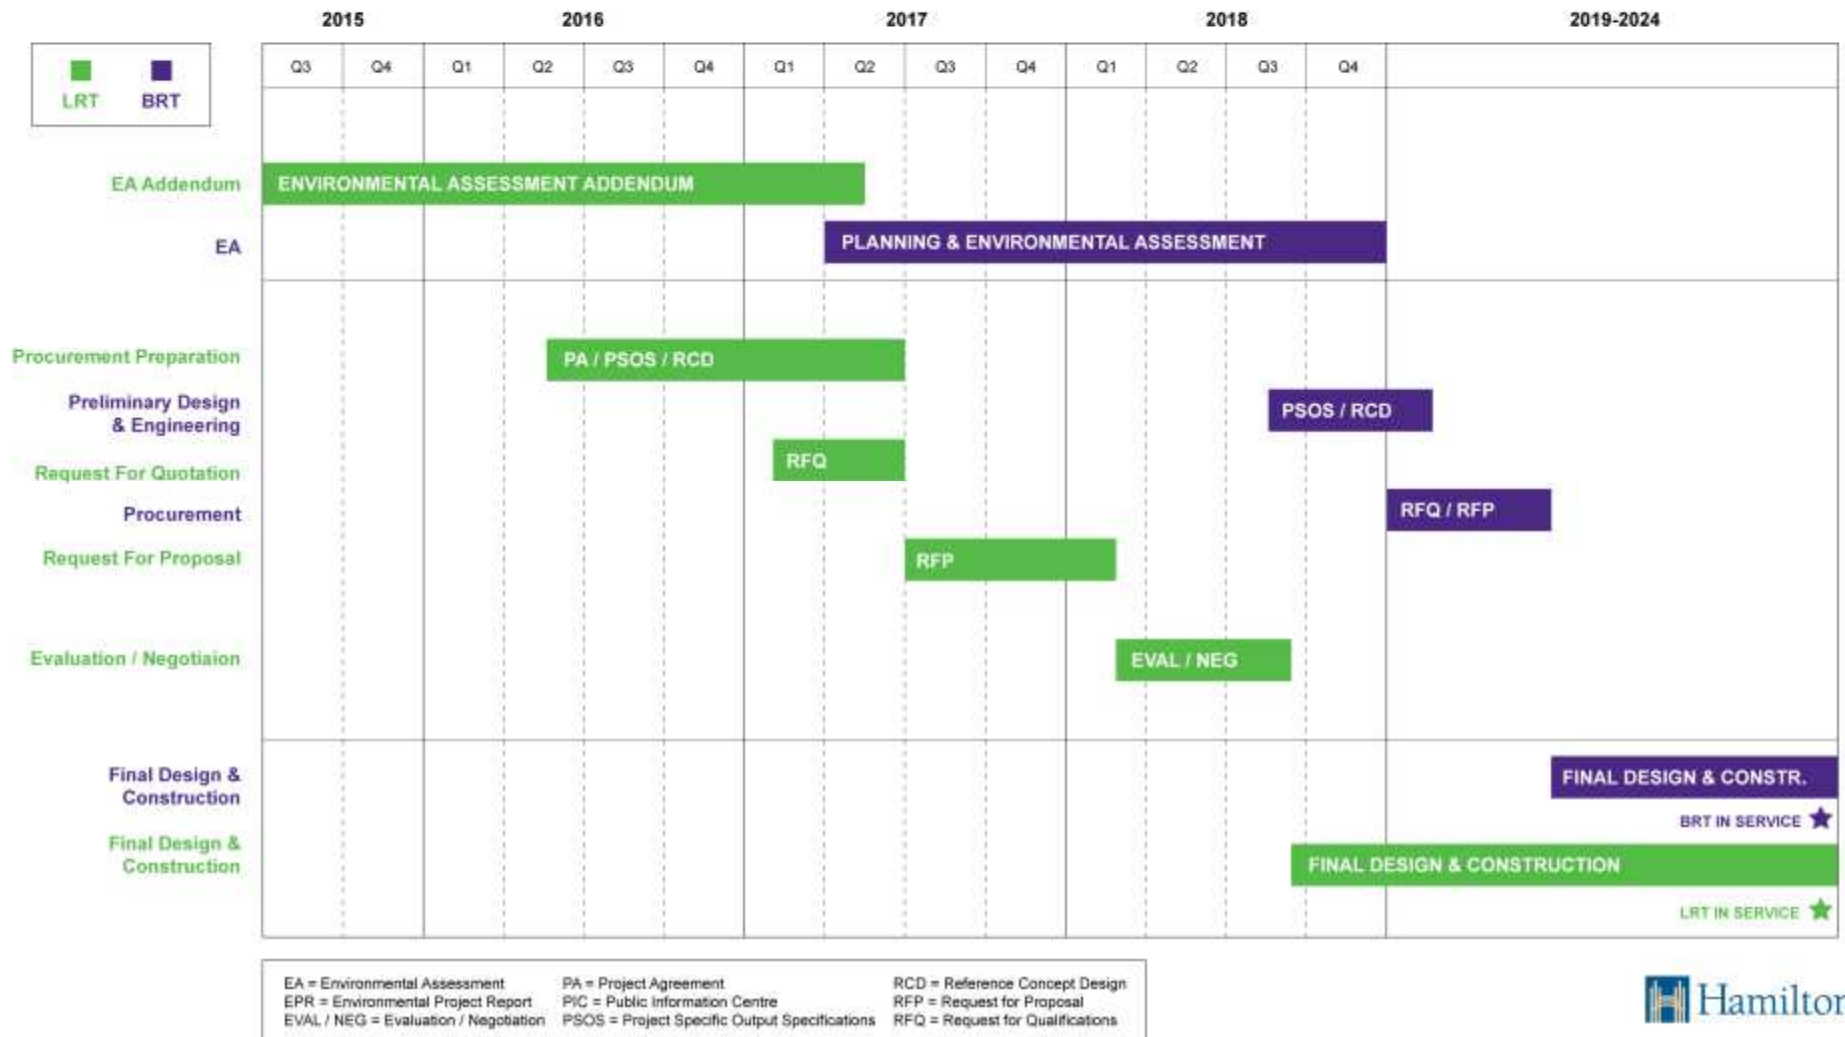 2015 2016 2017 2018 2019-2024
Q3 Q4 Q1 Q2 Q3 Q4 Q1 Q2 Q3 Q4 Q1 Q2 Q3 Q4
LRT BRT
EA Addendum
ENVIRONMENTAL ASSESSMENT ADDENDUM
EA
PLANNING & ENVIRONMENTAL ASSESSMENT
Procurement Preparation
PA / PSOS / RCD
Preliminary Design
& Engineering
PSOS / RCD
Request For Quotation
RFQ
Procurement
RFQ / RFP
Request For Proposal
RFP
Evaluation / Negotiaion
EVAL / NEG
Final Design &
Construction
FINAL DESIGN & CONSTR.
BRT IN SERVICE
Final Design &
Construction
FINAL DESIGN & CONSTRUCTION
LRT IN SERVICE
EA = Environmental Assessment
EPR = Environmental Project Report
EVAL / NEG = Evaluation / Negotiation
PA = Project Agreement
PIC = Public Information Centre
PSOS = Project Specific Output Specifications
RCD = Reference Concept Design
RFP = Request for Proposal
RFQ = Request for Qualifications
Hamilton